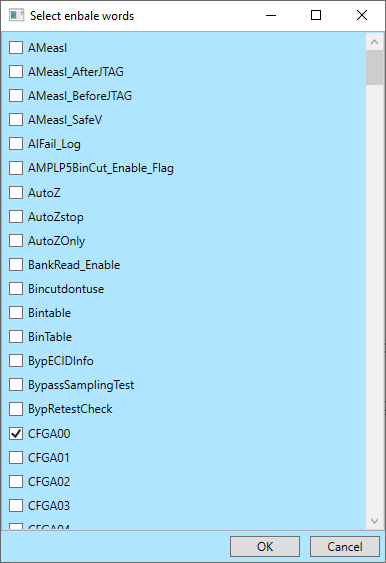 Select enbale words
AMeasI
AMeasI_AfterJTAG
AMeasI_BeforeJTAG
AMeasI_SafeV
AIFail_Log
AMPLP5BinCut_Enable_Flag
AutoZ
AutoZstop
AutoZOnly
BankRead_Enable
Bincutdontuse
Bintable
BinTable
BypECIDInfo
BypassSamplingTest
BypRetestCheck
CFGA00
CFGA01
CFGA02
CFGA03
CFGA04
OK Cancel